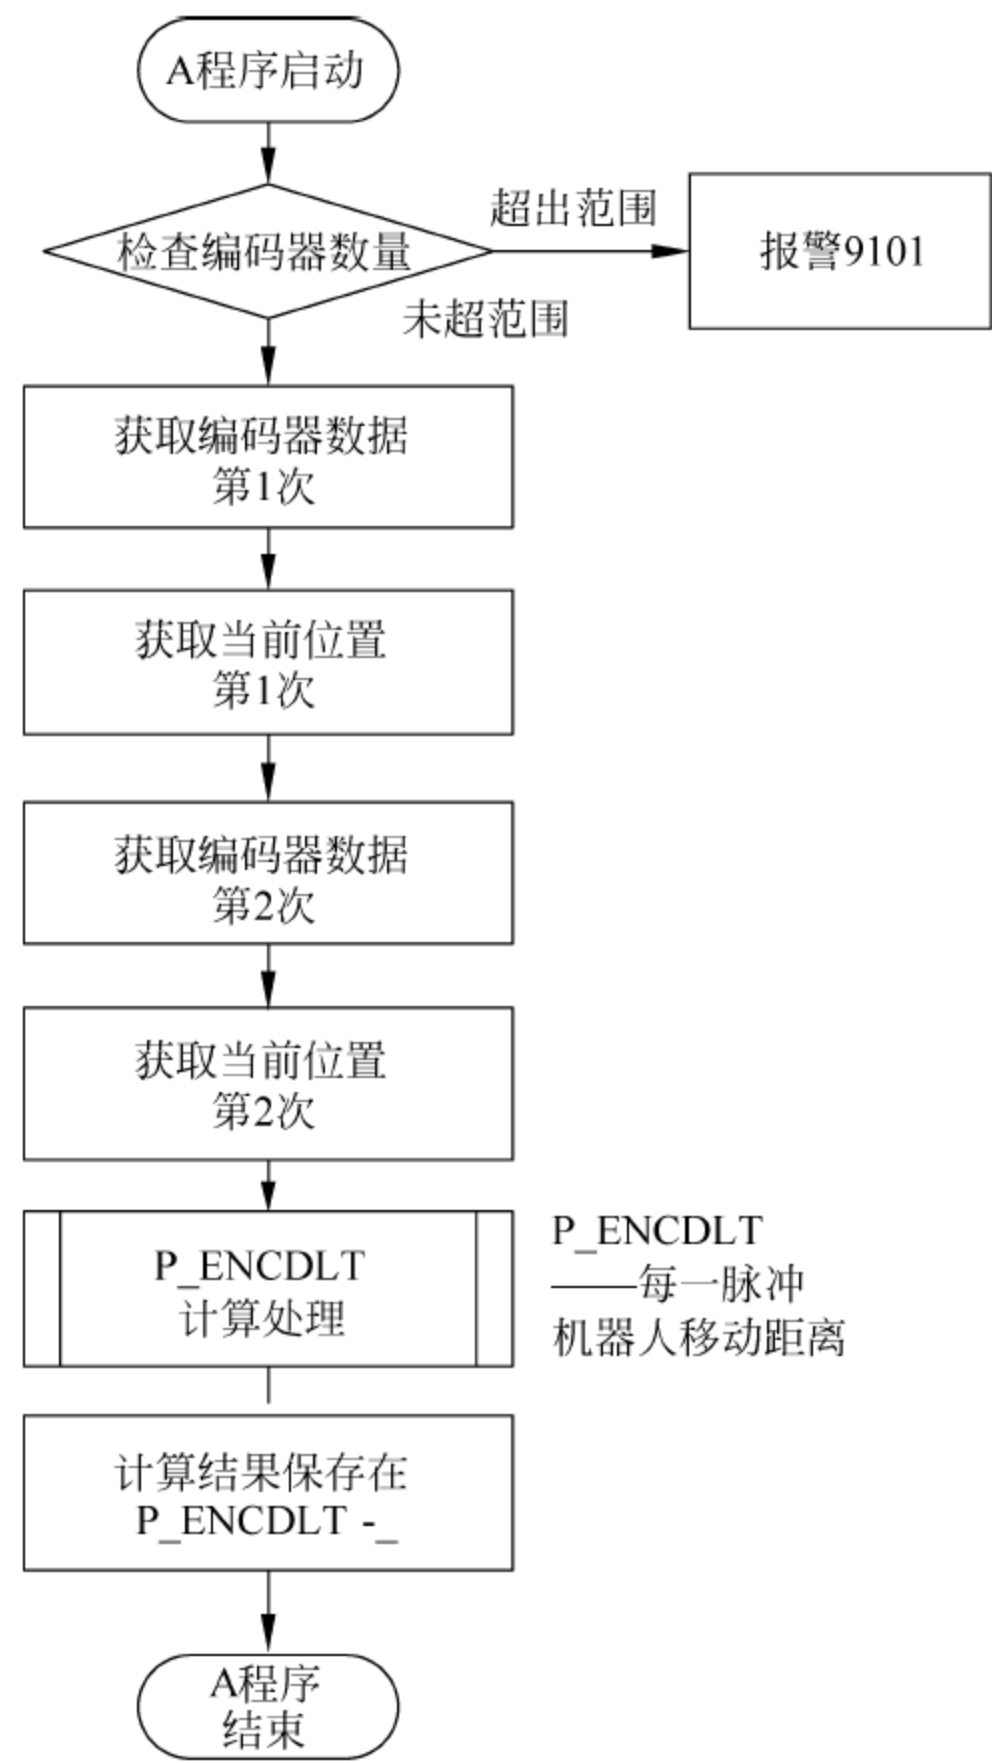 A程序启动
检查编码器数量
超出范围
报警9101
未超范围
获取编码器数据
第1次
获取当前位置
第1次
获取编码器数据
第2次
获取当前位置
第2次
P_ENCDLT
计算处理
P_ENCDLT
——每一脉冲
机器人移动距离
计算结果保存在
P_ENCDLT -_
A程序
结束